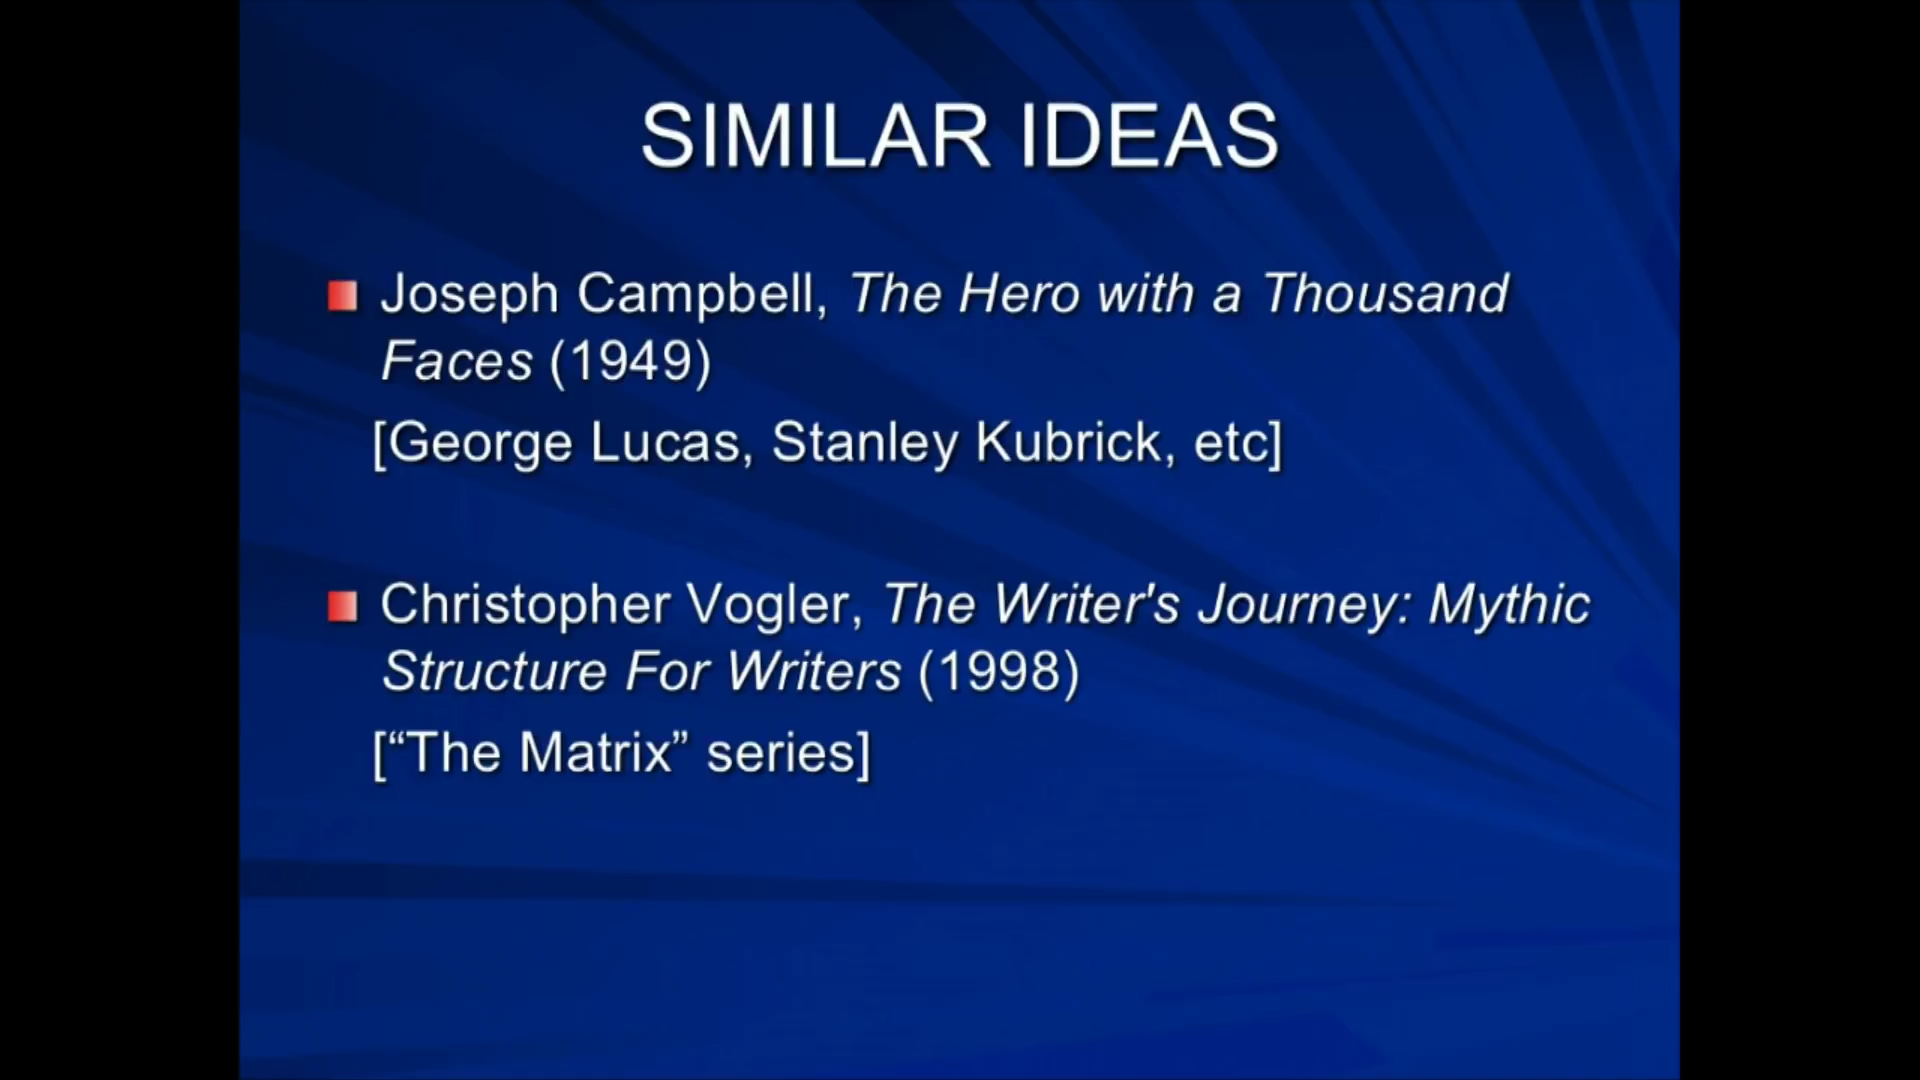 SIMILAR IDEAS
Joseph Campbell, The Hero with a Thousand
Faces (1949)
[George Lucas, Stanley Kubrick, etc]
Christopher Vogler, The Writer's Journey: Mythic
Structure For Writers (1998)
[“The Matrix” series]